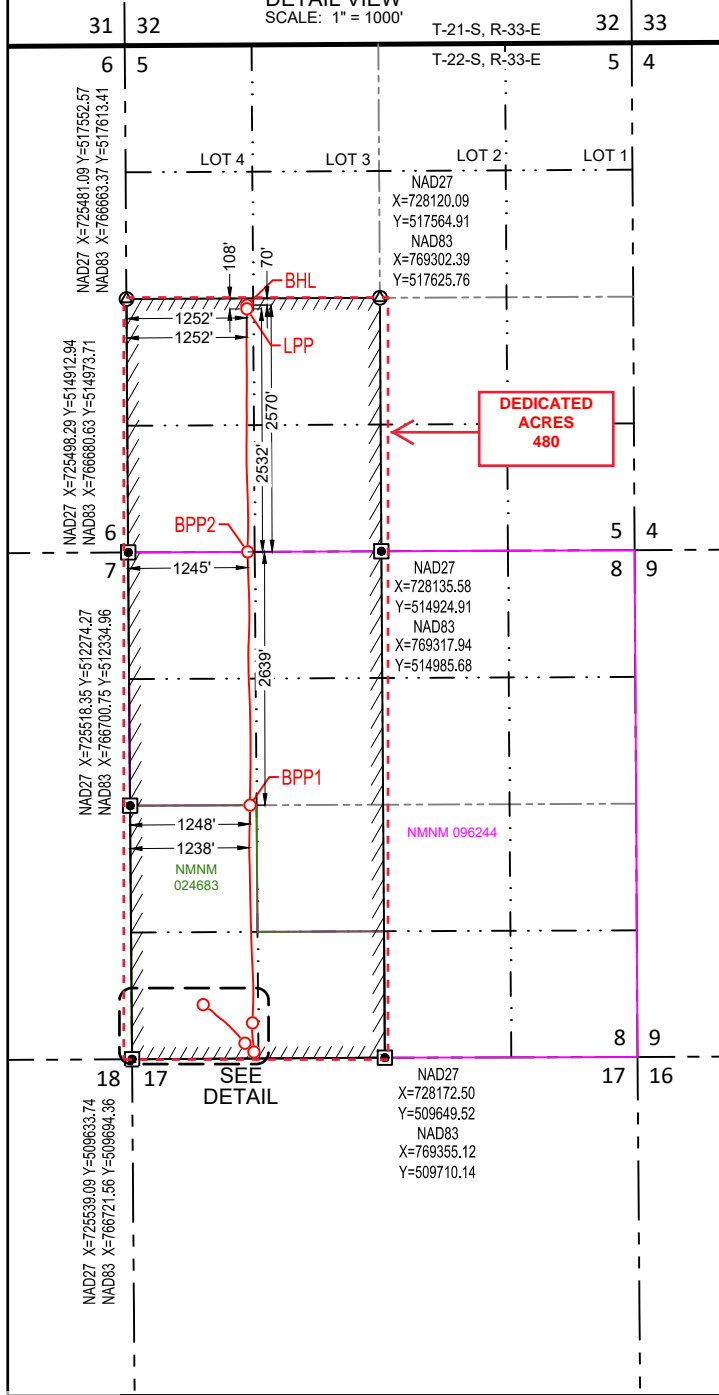 DETAIL VIEW
SCALE: 1" = 1000'
31 32
32 33
T-21-S, R-33-E
T-22-S, R-33-E
6 5
5 4
NAD27 X=725481.09 Y=517552.57
NAD83 X=766663.37 Y=517613.41
LOT 4
LOT 3
LOT 2
LOT 1
NAD27
X=728120.09
Y=517564.91
NAD83
X=769302.39
Y=517625.76
108'
70'
BHL
1252'
1252'
LPP
NAD27 X=725498.29 Y=514912.94
NAD83 X=766680.63 Y=514973.71
2570'
2532'
DEDICATED
ACRES
480
BPP2
6
7
5 4
8 9
1245'
NAD27
X=728135.58
Y=514924.91
NAD83
X=769317.94
Y=514985.68
NAD27 X=725518.35 Y=512274.27
NAD83 X=766700.75 Y=512334.96
2639'
BPP1
1248'
1238'
NMNM
024683
NMNM 096244
8 9
18 17
17 16
SEE
DETAIL
NAD27
X=728172.50
Y=509649.52
NAD83
X=769355.12
Y=509710.14
NAD27 X=725539.09 Y=509633.74
NAD83 X=766721.56 Y=509694.36